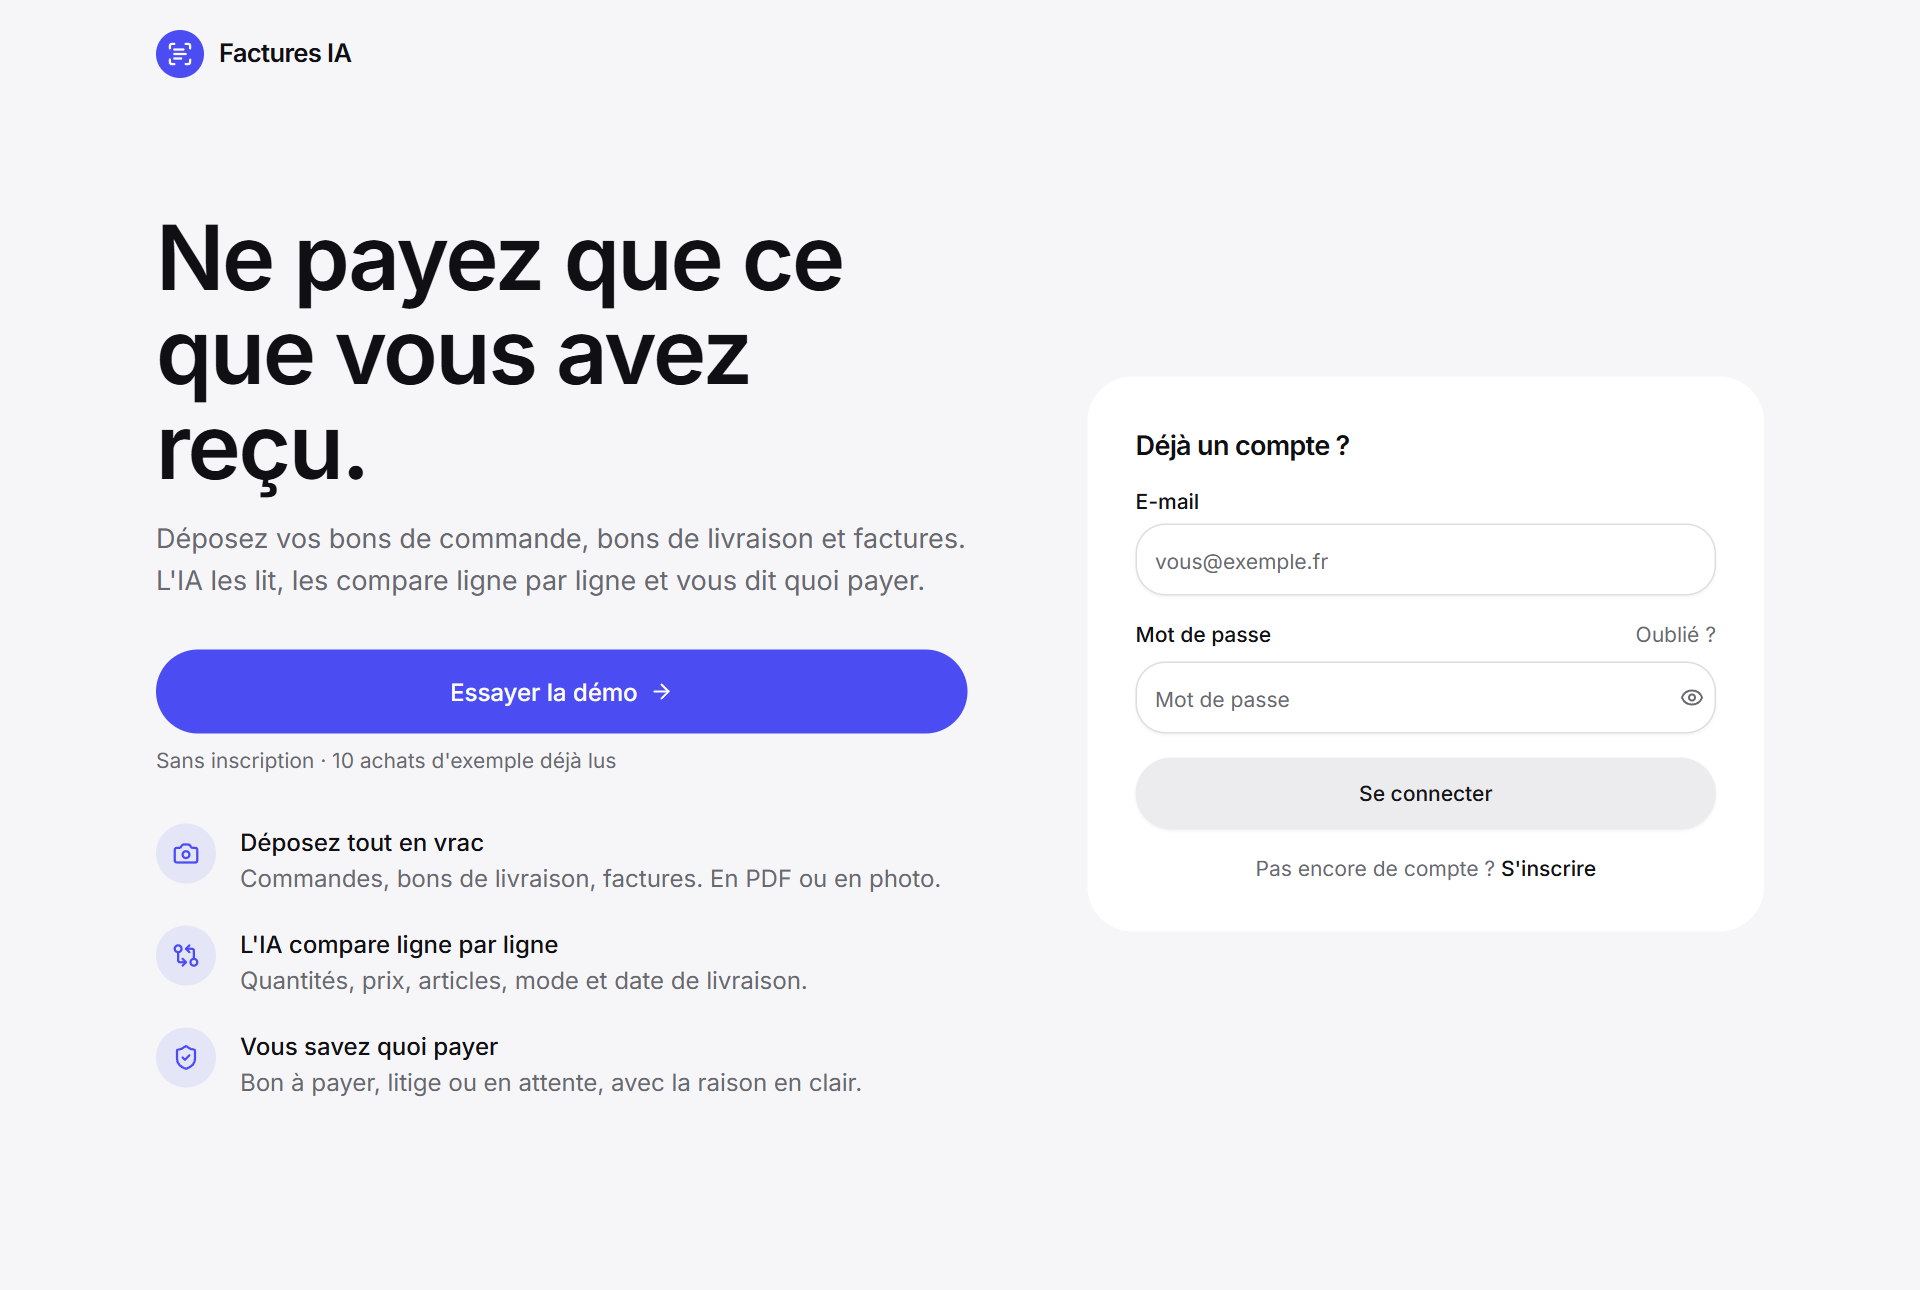 Factures IA
Ne payez que ce
que vous avez
reçu.
Déposez vos bons de commande, bons de livraison et factures.
L'IA les lit, les compare ligne par ligne et vous dit quoi payer.
Essayer la démo →
Sans inscription · 10 achats d'exemple déjà lus
Déposez tout en vrac
Commandes, bons de livraison, factures. En PDF ou en photo.
L'IA compare ligne par ligne
Quantités, prix, articles, mode et date de livraison.
Vous savez quoi payer
Bon à payer, litige ou en attente, avec la raison en clair.
Déjà un compte ?
E-mail
vous@exemple.fr
Mot de passe Oublié ?
Mot de passe
Se connecter
Pas encore de compte ? S'inscrire